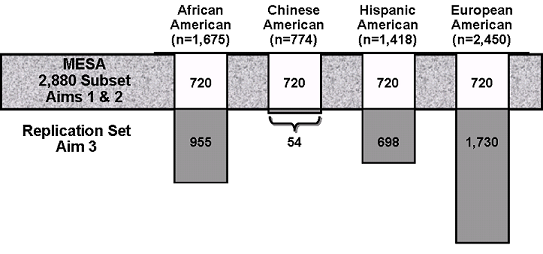 African American (n=1,675)
Chinese American (n=774)
Hispanic American (n=1,418)
European American (n=2,450)
MESA
2,880 Subset
Aims 1 & 2
720
720
720
720
Replication Set
Aim 3
955
54
698
1,730